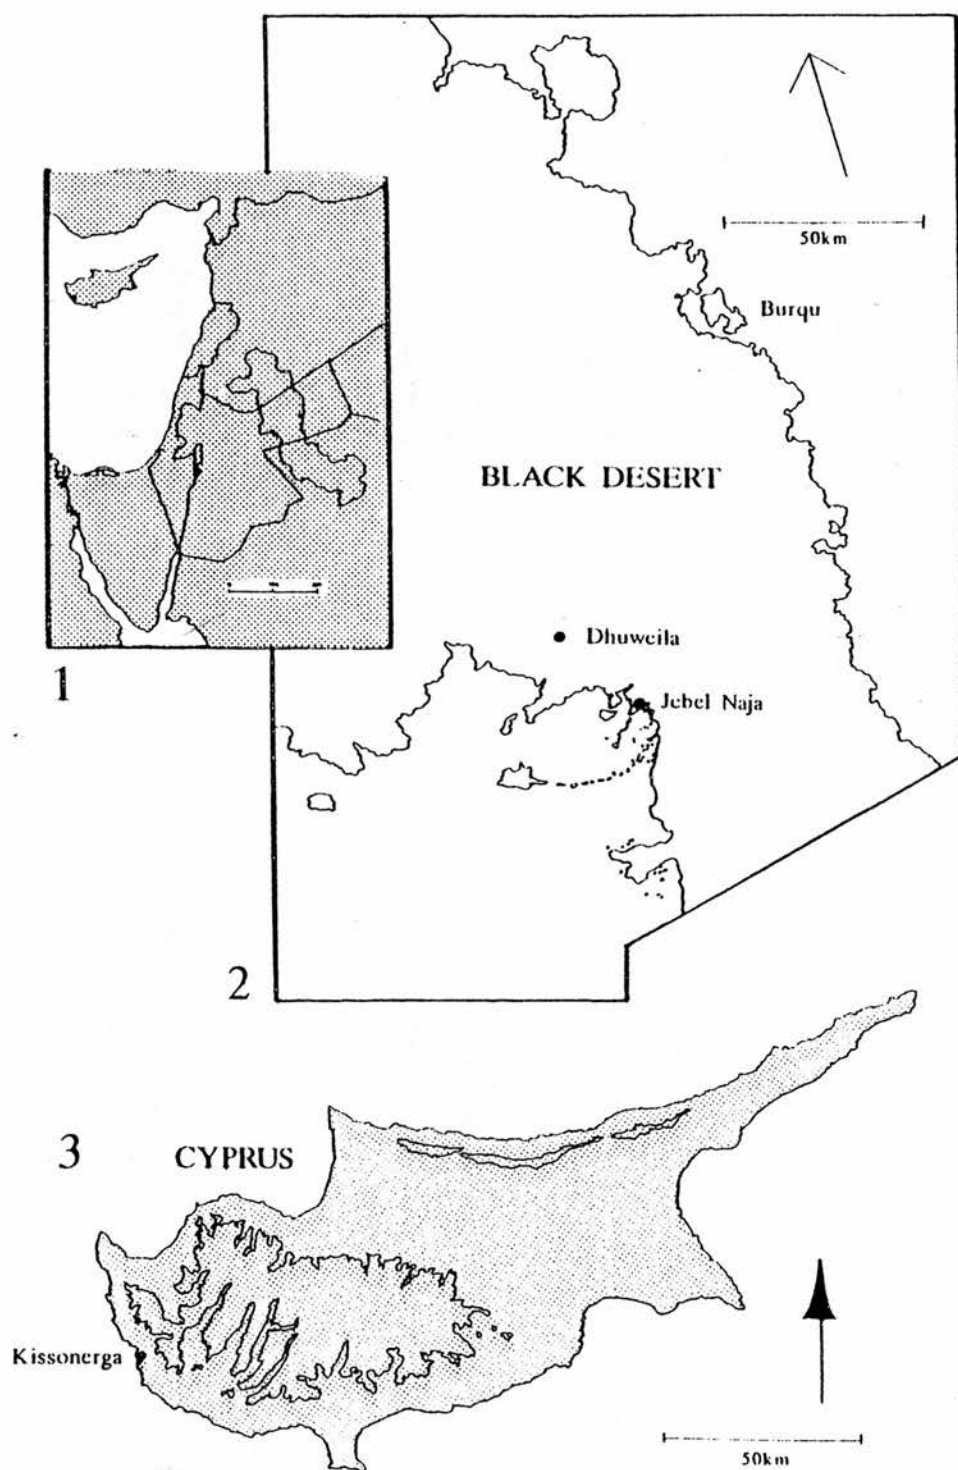 50km
Burqu
BLACK DESERT
Dhuweila
Jebel Naja
1
2
3
CYPRUS
Kissonerga
50km